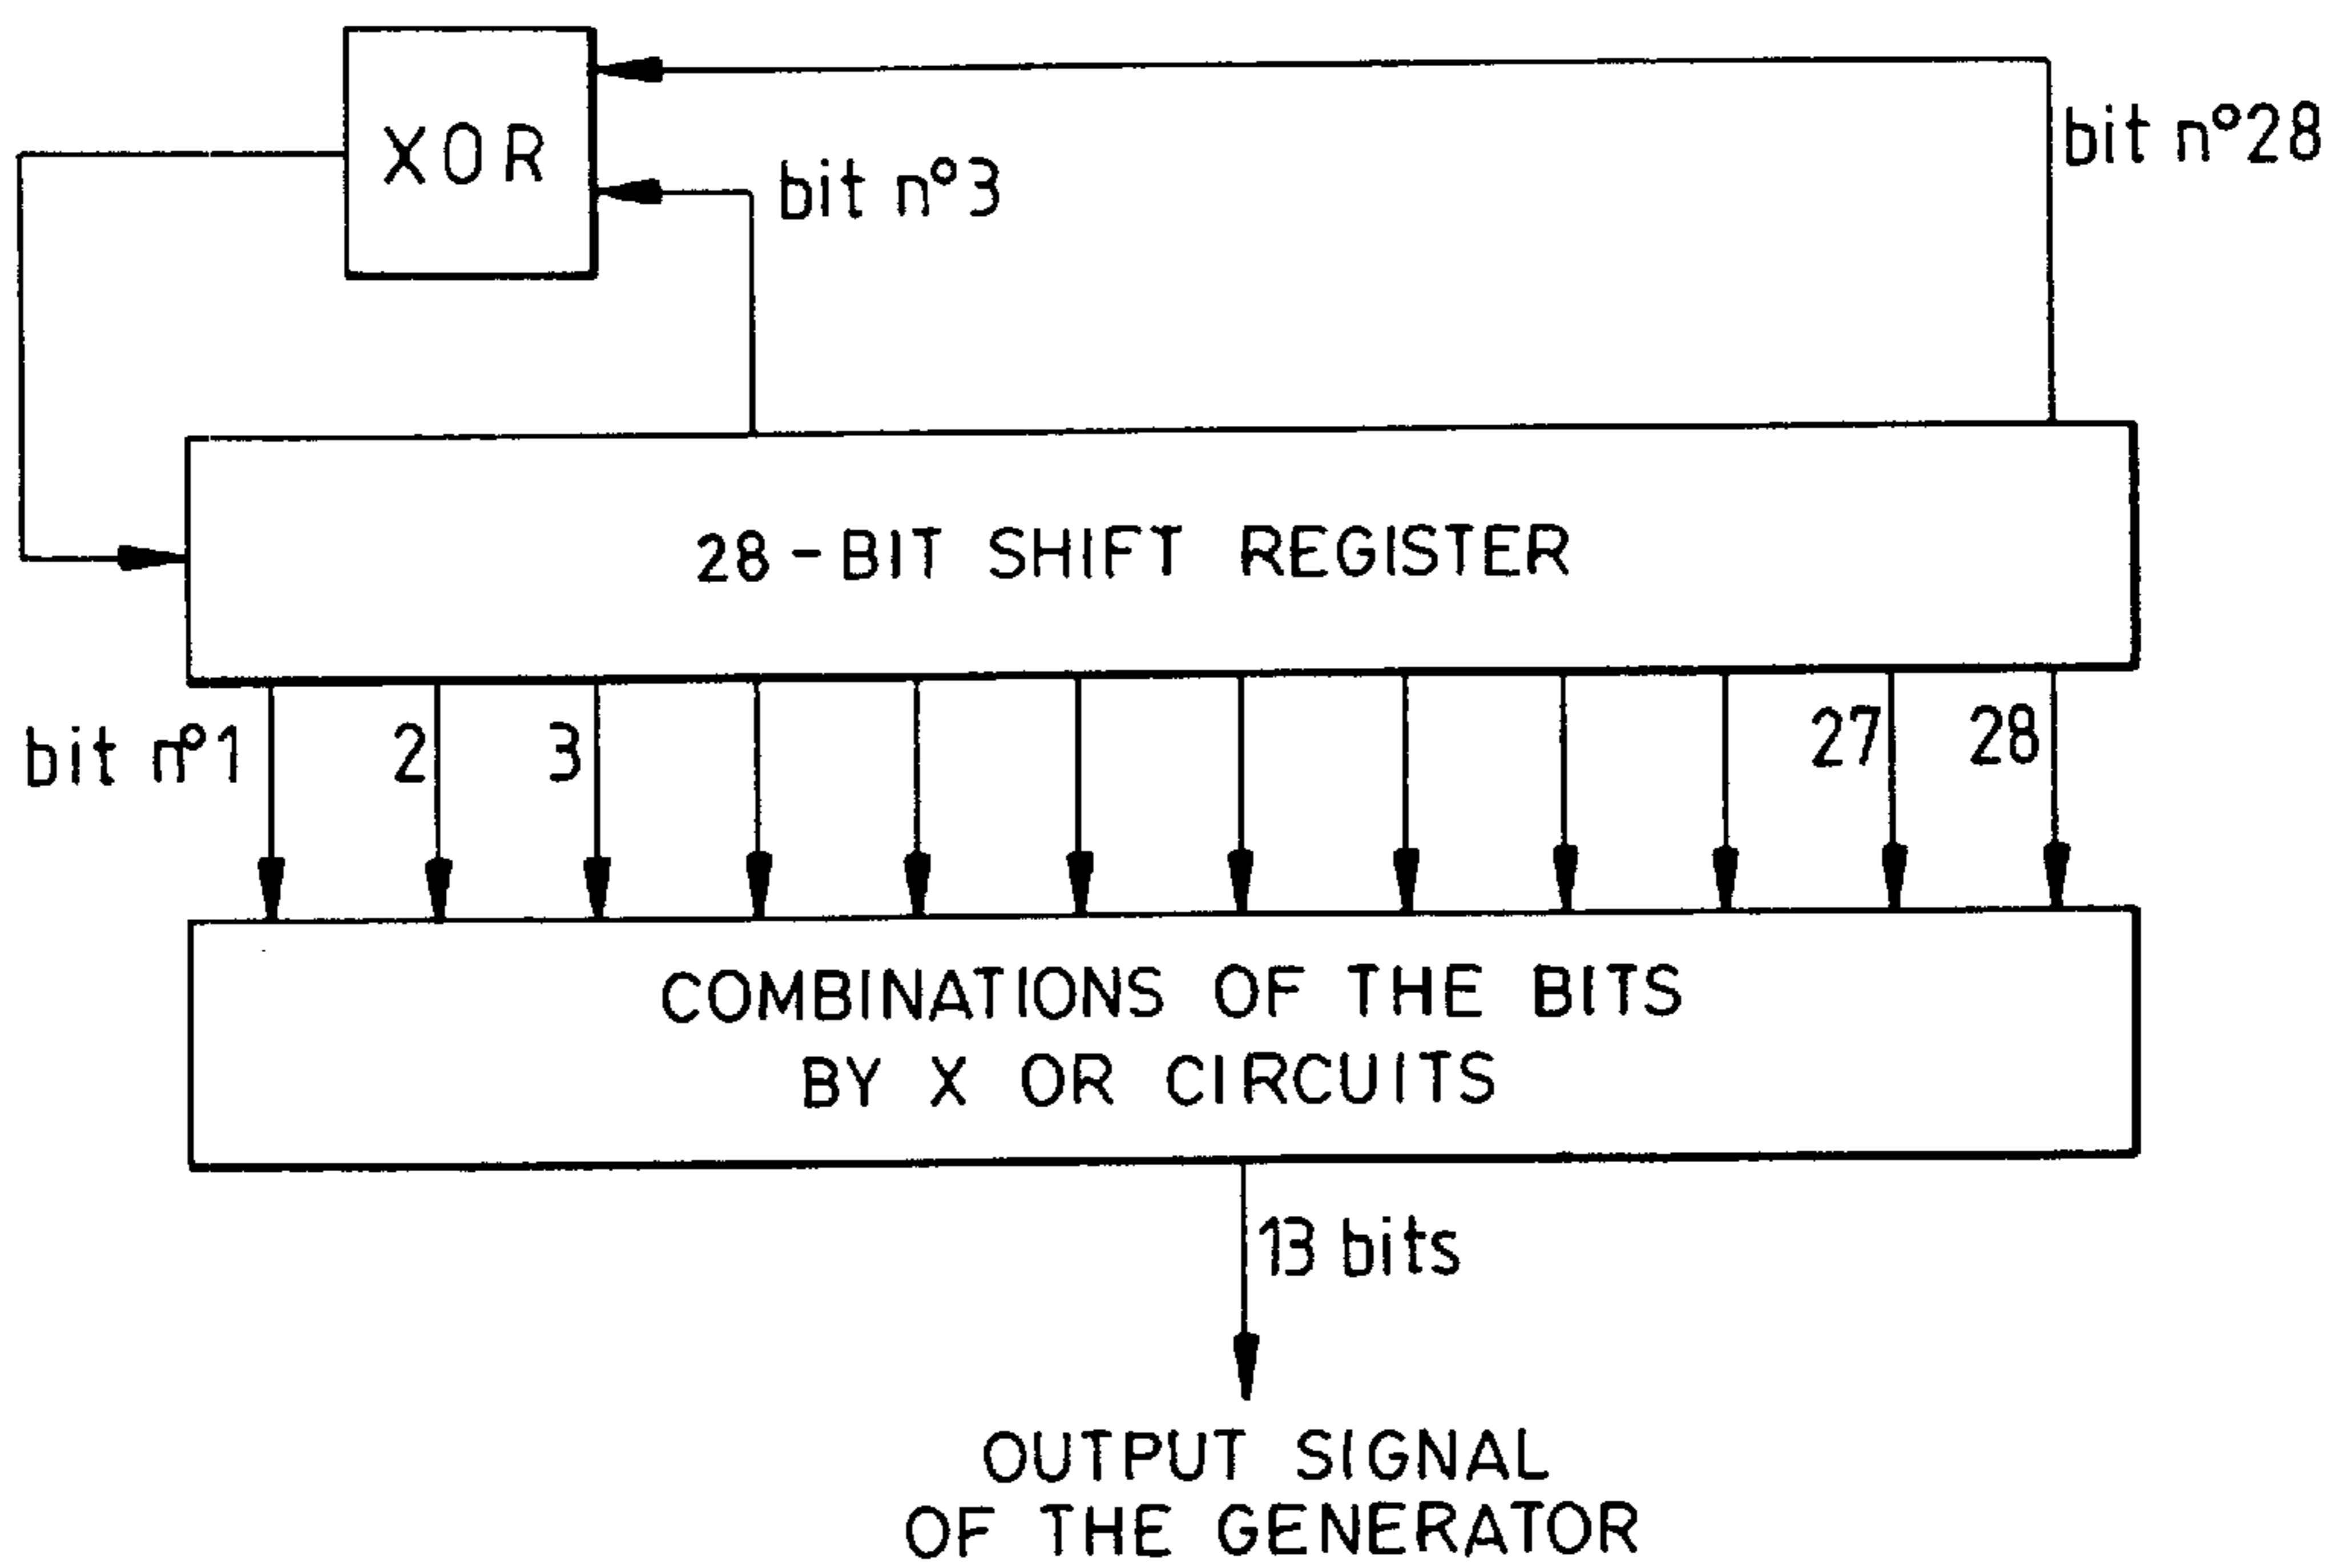 XOR
bit n°3
bit n°28
28-BIT SHIFT REGISTER
bit n°1
2
3
27
28
COMBINATIONS OF THE BITS
BY X OR CIRCUITS
13 bits
OUTPUT SIGNAL
OF THE GENERATOR